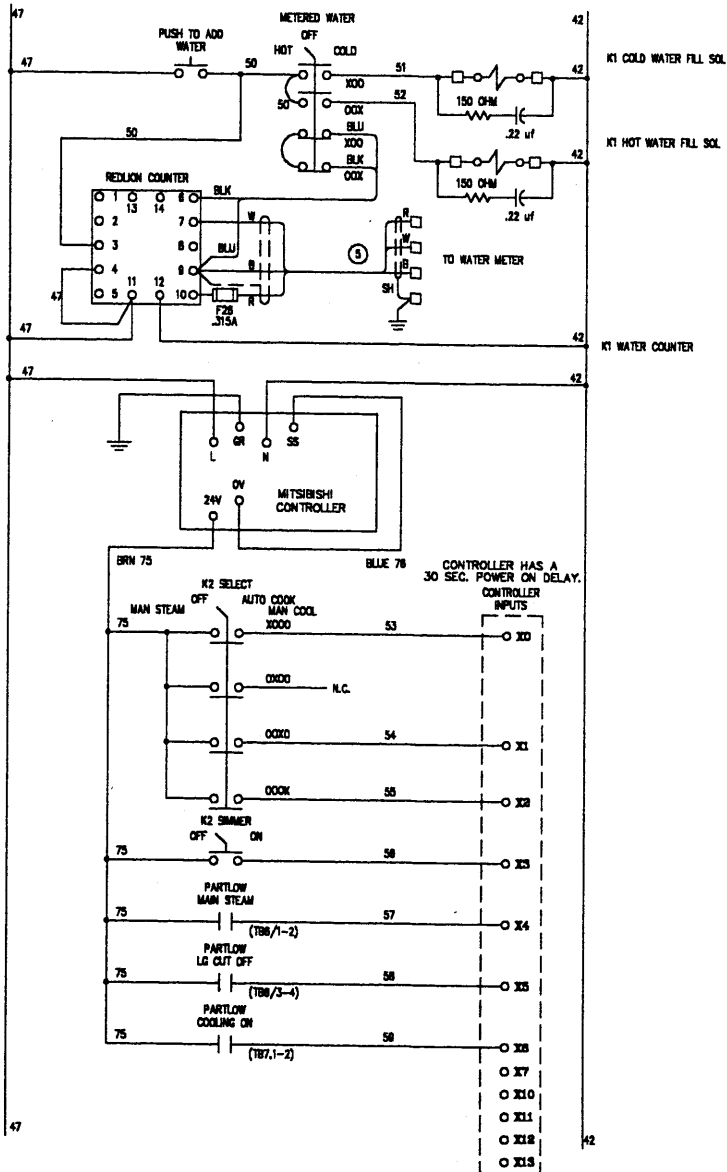 47
METERED WATER
42
PUSH TO ADD
WATER
OFF
HOT COLD
47
50
51
42
K1 COLD WATER FILL SOL
XOO
50
52
150 OHM
OOX
.22 uf
50
BLU
XOO
42
K1 HOT WATER FILL SOL
BLK
OOX
150 OHM
.22 uf
REDLION COUNTER
1 13 14 6
BLK
2 7
W
R
3 8
BLU
5
W
TO WATER METER
4 9
B
B
47
5 11 12 10
R
SH
F28
.315A
47
42
K1 WATER COUNTER
47
42
L GR N SS
24V 0V
MITSIBISHI
CONTROLLER
BRN 75
BLUE 76
CONTROLLER HAS A
30 SEC. POWER ON DELAY.
CONTROLLER
INPUTS
K2 SELECT
OFF AUTO COOK
MAN STEAM MAN COOL
75
XOOO
53
X0
OXOO
N.C.
OOXO
54
X1
OOOX
55
X2
K2 SIMMER
OFF ON
75
56
X3
PARTLOW
MAIN STEAM
75
57
X4
(TB6/1-2)
PARTLOW
LG CUT OFF
75
58
X5
(TB6/3-4)
PARTLOW
COOLING ON
75
59
X6
(TB7,1-2)
X7
X10
X11
47
X12
42
X13